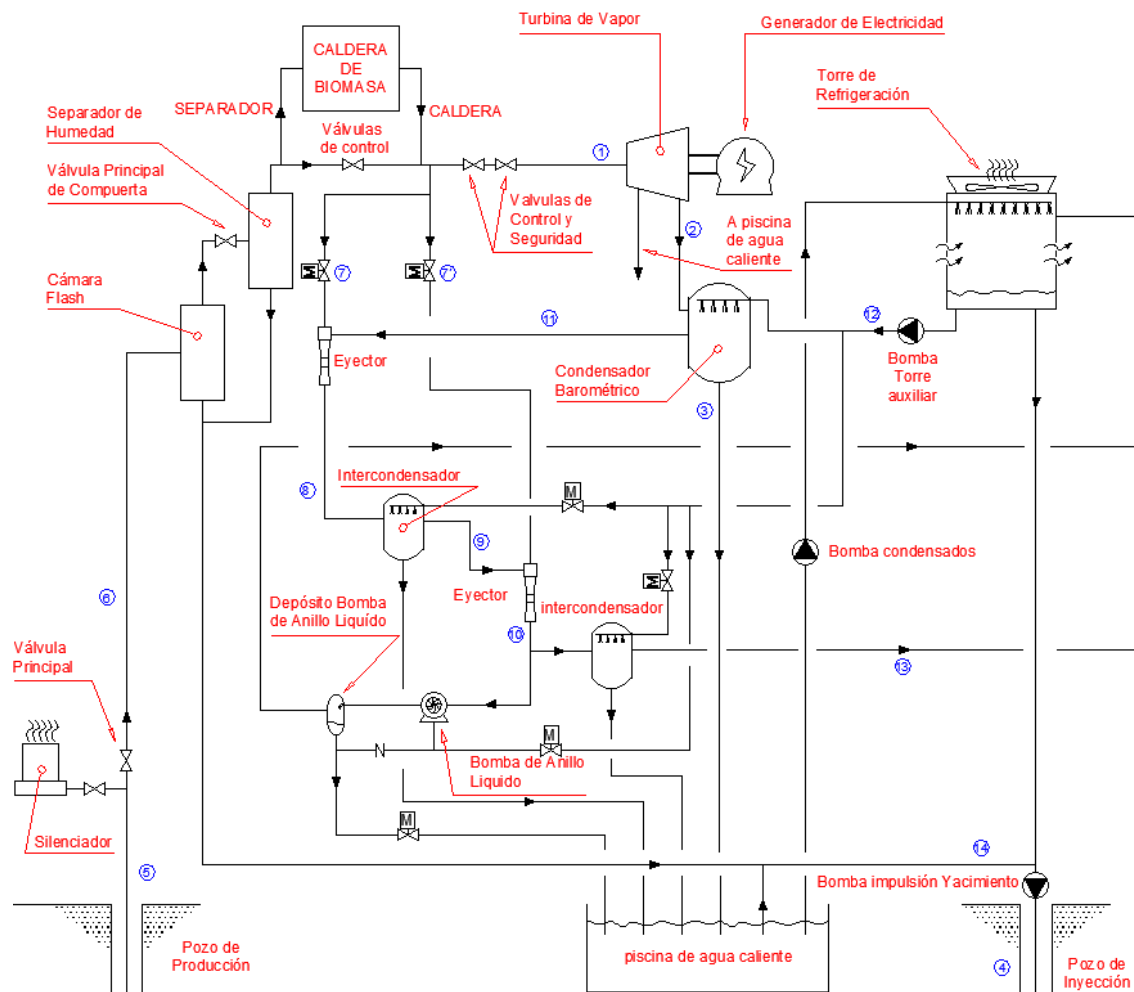 Turbina de Vapor
Generador de Electricidad
CALDERA
DE
BIOMASA
Torre de
Refrigeración
SEPARADOR
CALDERA
Separador de
Humedad
Válvulas
de control
Válvula Principal
de Compuerta
1
Valvulas de
Control y
Seguridad
2
A piscina
de agua
caliente
M
7
M
7'
Cámara
Flash
11
12
Eyector
Condensador
Barométrico
Bomba
Torre
auxiliar
3
Intercondensador
8
M
9
Bomba condensados
M
Eyector
intercondensador
Depósito Bomba
de Anillo Liquído
6
10
13
Válvula
Principal
M
Bomba de Anillo
Liquido
M
Silenciador
5
14
Bomba impulsión Yacimiento
Pozo de
Producción
piscina de agua caliente
4
Pozo de
Inyección